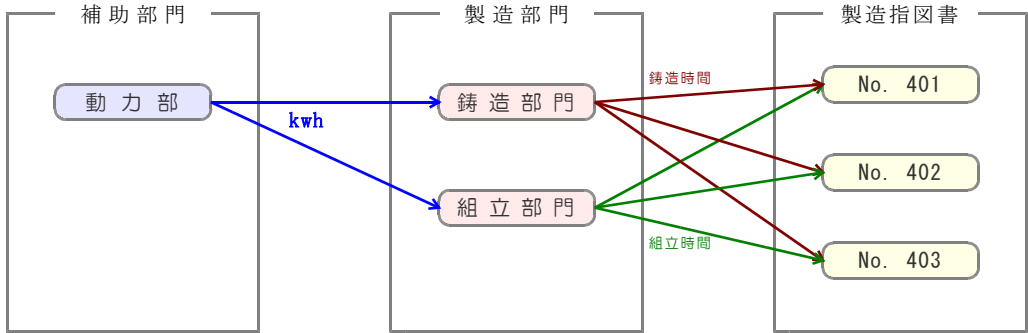 補助部門
製造部門
製造指図書
動力部
kwh
鋳造部門
組立部門
鋳造時間
組立時間
No. 401
No. 402
No. 403